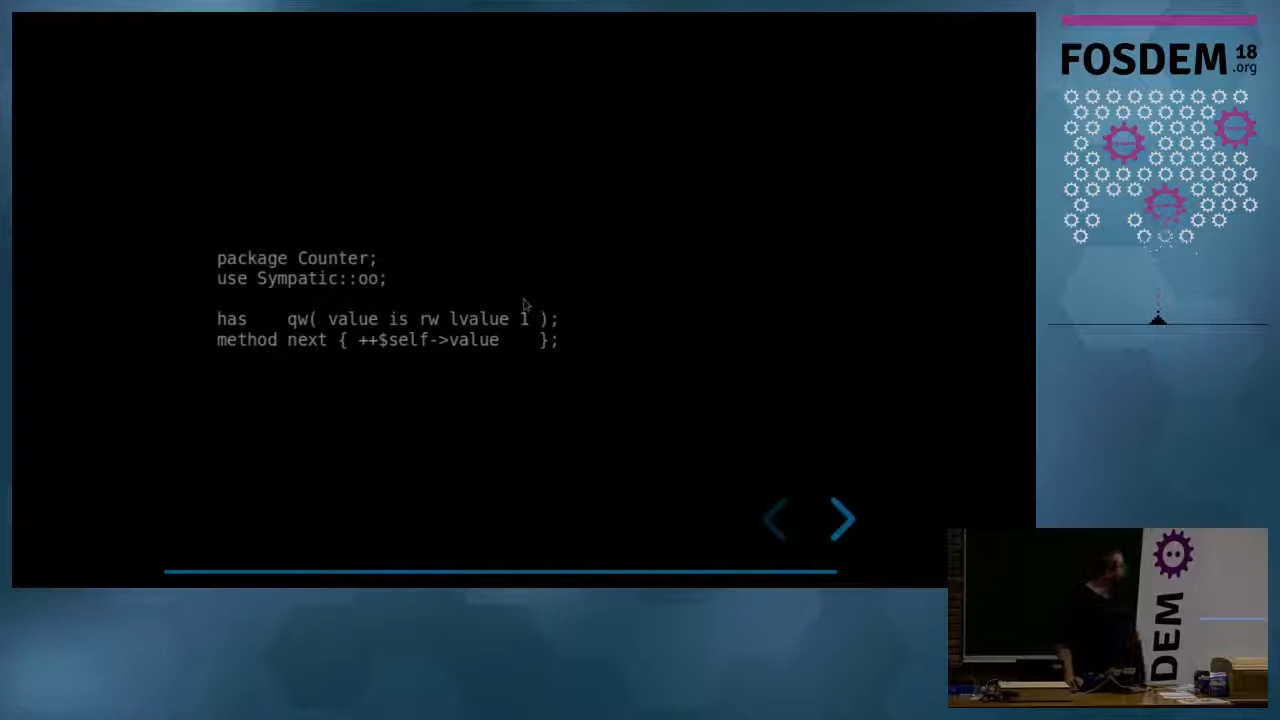 FOSDEM 18
.org
package Counter;
use Sympatic::oo;
has    qw( value is rw lvalue 1 );
method next { ++$self->value    };
DEM